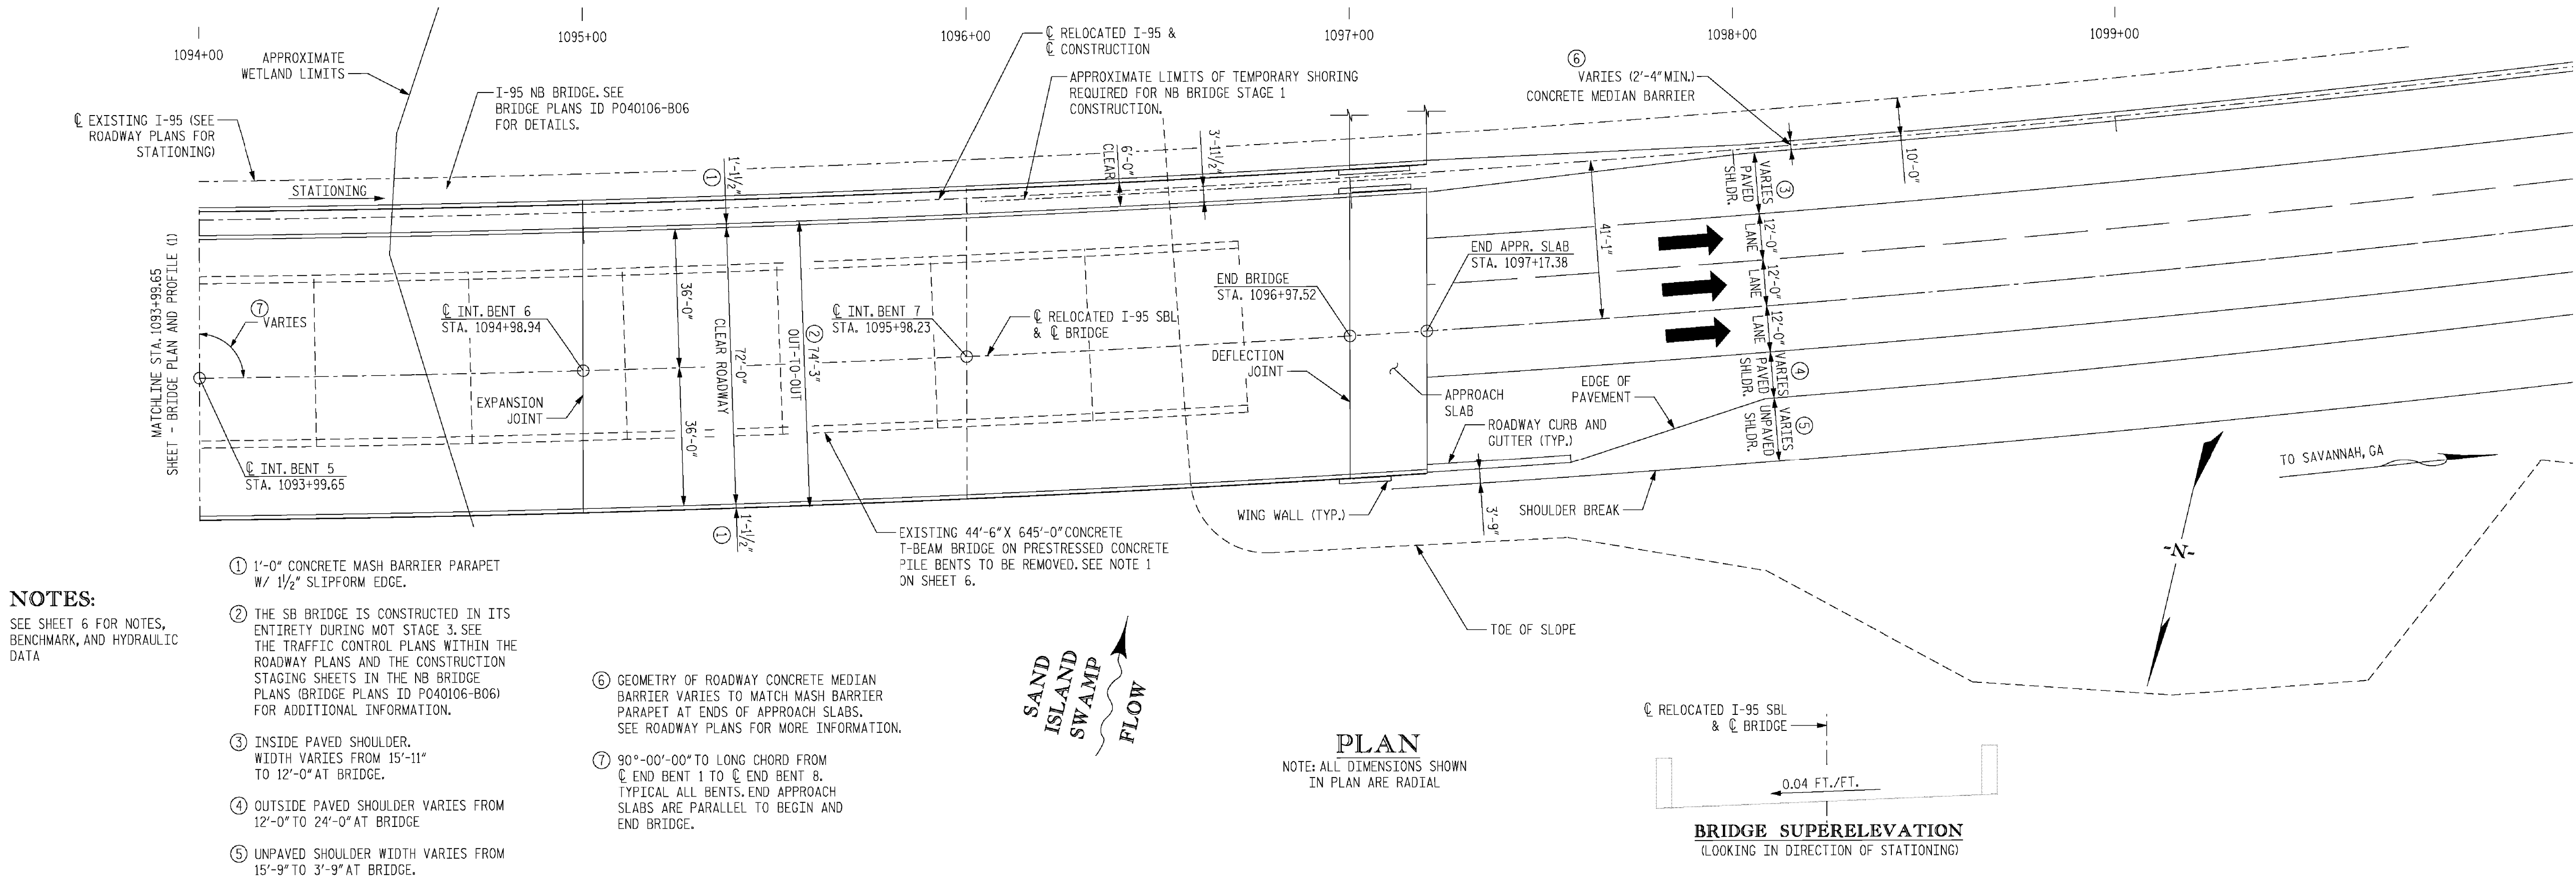 1094+00
1095+00
1096+00
1097+00
1098+00
1099+00
APPROXIMATE
WETLAND LIMITS
℄ EXISTING I-95 (SEE
ROADWAY PLANS FOR
STATIONING)
I-95 NB BRIDGE. SEE
BRIDGE PLANS ID P040106-B06
FOR DETAILS.
℄ RELOCATED I-95 &
℄ CONSTRUCTION
APPROXIMATE LIMITS OF TEMPORARY SHORING
REQUIRED FOR NB BRIDGE STAGE 1
CONSTRUCTION.
⑥
VARIES (2'-4" MIN.)
CONCRETE MEDIAN BARRIER
STATIONING
① 1'-1½"
6'-0"
CLEAR
3'-11½"
10'-0"
41'-1"
MATCHLINE STA. 1093+99.65
SHEET - BRIDGE PLAN AND PROFILE (1)
⑦
VARIES
℄ INT. BENT 5
STA. 1093+99.65
℄ INT. BENT 6
STA. 1094+98.94
EXPANSION
JOINT
36'-0"
36'-0"
72'-0"
CLEAR ROADWAY
② 74'-3"
OUT-TO-OUT
① 1'-1½"
℄ INT. BENT 7
STA. 1095+98.23
℄ RELOCATED I-95 SBL
& ℄ BRIDGE
END BRIDGE
STA. 1096+97.52
DEFLECTION
JOINT
END APPR. SLAB
STA. 1097+17.38
APPROACH
SLAB
EDGE OF
PAVEMENT
ROADWAY CURB AND
GUTTER (TYP.)
③
VARIES
PAVED
SHLDR.
12'-0"
LANE
12'-0"
LANE
12'-0"
LANE
④
VARIES
PAVED
SHLDR.
⑤
VARIES
UNPAVED
SHLDR.
WING WALL (TYP.)
3'-9"
SHOULDER BREAK
TOE OF SLOPE
TO SAVANNAH, GA
-N-
EXISTING 44'-6" X 645'-0" CONCRETE
T-BEAM BRIDGE ON PRESTRESSED CONCRETE
PILE BENTS TO BE REMOVED. SEE NOTE 1
ON SHEET 6.
NOTES:
SEE SHEET 6 FOR NOTES,
BENCHMARK, AND HYDRAULIC
DATA
① 1'-0" CONCRETE MASH BARRIER PARAPET
W/ 1½" SLIPFORM EDGE.
② THE SB BRIDGE IS CONSTRUCTED IN ITS
ENTIRETY DURING MOT STAGE 3. SEE
THE TRAFFIC CONTROL PLANS WITHIN THE
ROADWAY PLANS AND THE CONSTRUCTION
STAGING SHEETS IN THE NB BRIDGE
PLANS (BRIDGE PLANS ID P040106-B06)
FOR ADDITIONAL INFORMATION.
③ INSIDE PAVED SHOULDER.
WIDTH VARIES FROM 15'-11"
TO 12'-0" AT BRIDGE.
④ OUTSIDE PAVED SHOULDER VARIES FROM
12'-0" TO 24'-0" AT BRIDGE
⑤ UNPAVED SHOULDER WIDTH VARIES FROM
15'-9" TO 3'-9" AT BRIDGE.
⑥ GEOMETRY OF ROADWAY CONCRETE MEDIAN
BARRIER VARIES TO MATCH MASH BARRIER
PARAPET AT ENDS OF APPROACH SLABS.
SEE ROADWAY PLANS FOR MORE INFORMATION.
⑦ 90°-00'-00" TO LONG CHORD FROM
℄ END BENT 1 TO ℄ END BENT 8.
TYPICAL ALL BENTS. END APPROACH
SLABS ARE PARALLEL TO BEGIN AND
END BRIDGE.
SAND
ISLAND
SWAMP
FLOW
PLAN
NOTE: ALL DIMENSIONS SHOWN
IN PLAN ARE RADIAL
℄ RELOCATED I-95 SBL
& ℄ BRIDGE
0.04 FT./FT.
BRIDGE SUPERELEVATION
(LOOKING IN DIRECTION OF STATIONING)